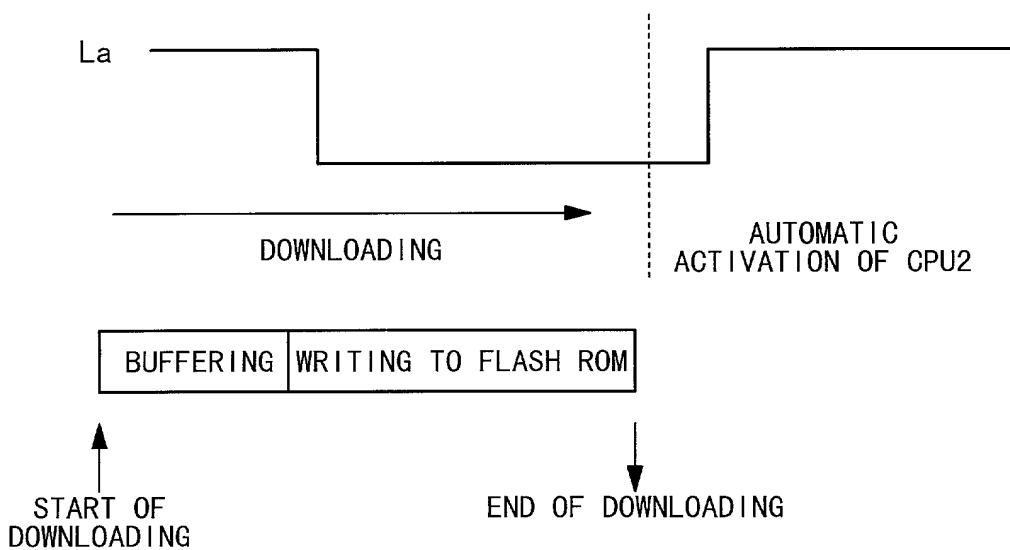 La
DOWNLOADING
AUTOMATIC
ACTIVATION OF CPU2
BUFFERING
WRITING TO FLASH ROM
START OF
DOWNLOADING
END OF DOWNLOADING